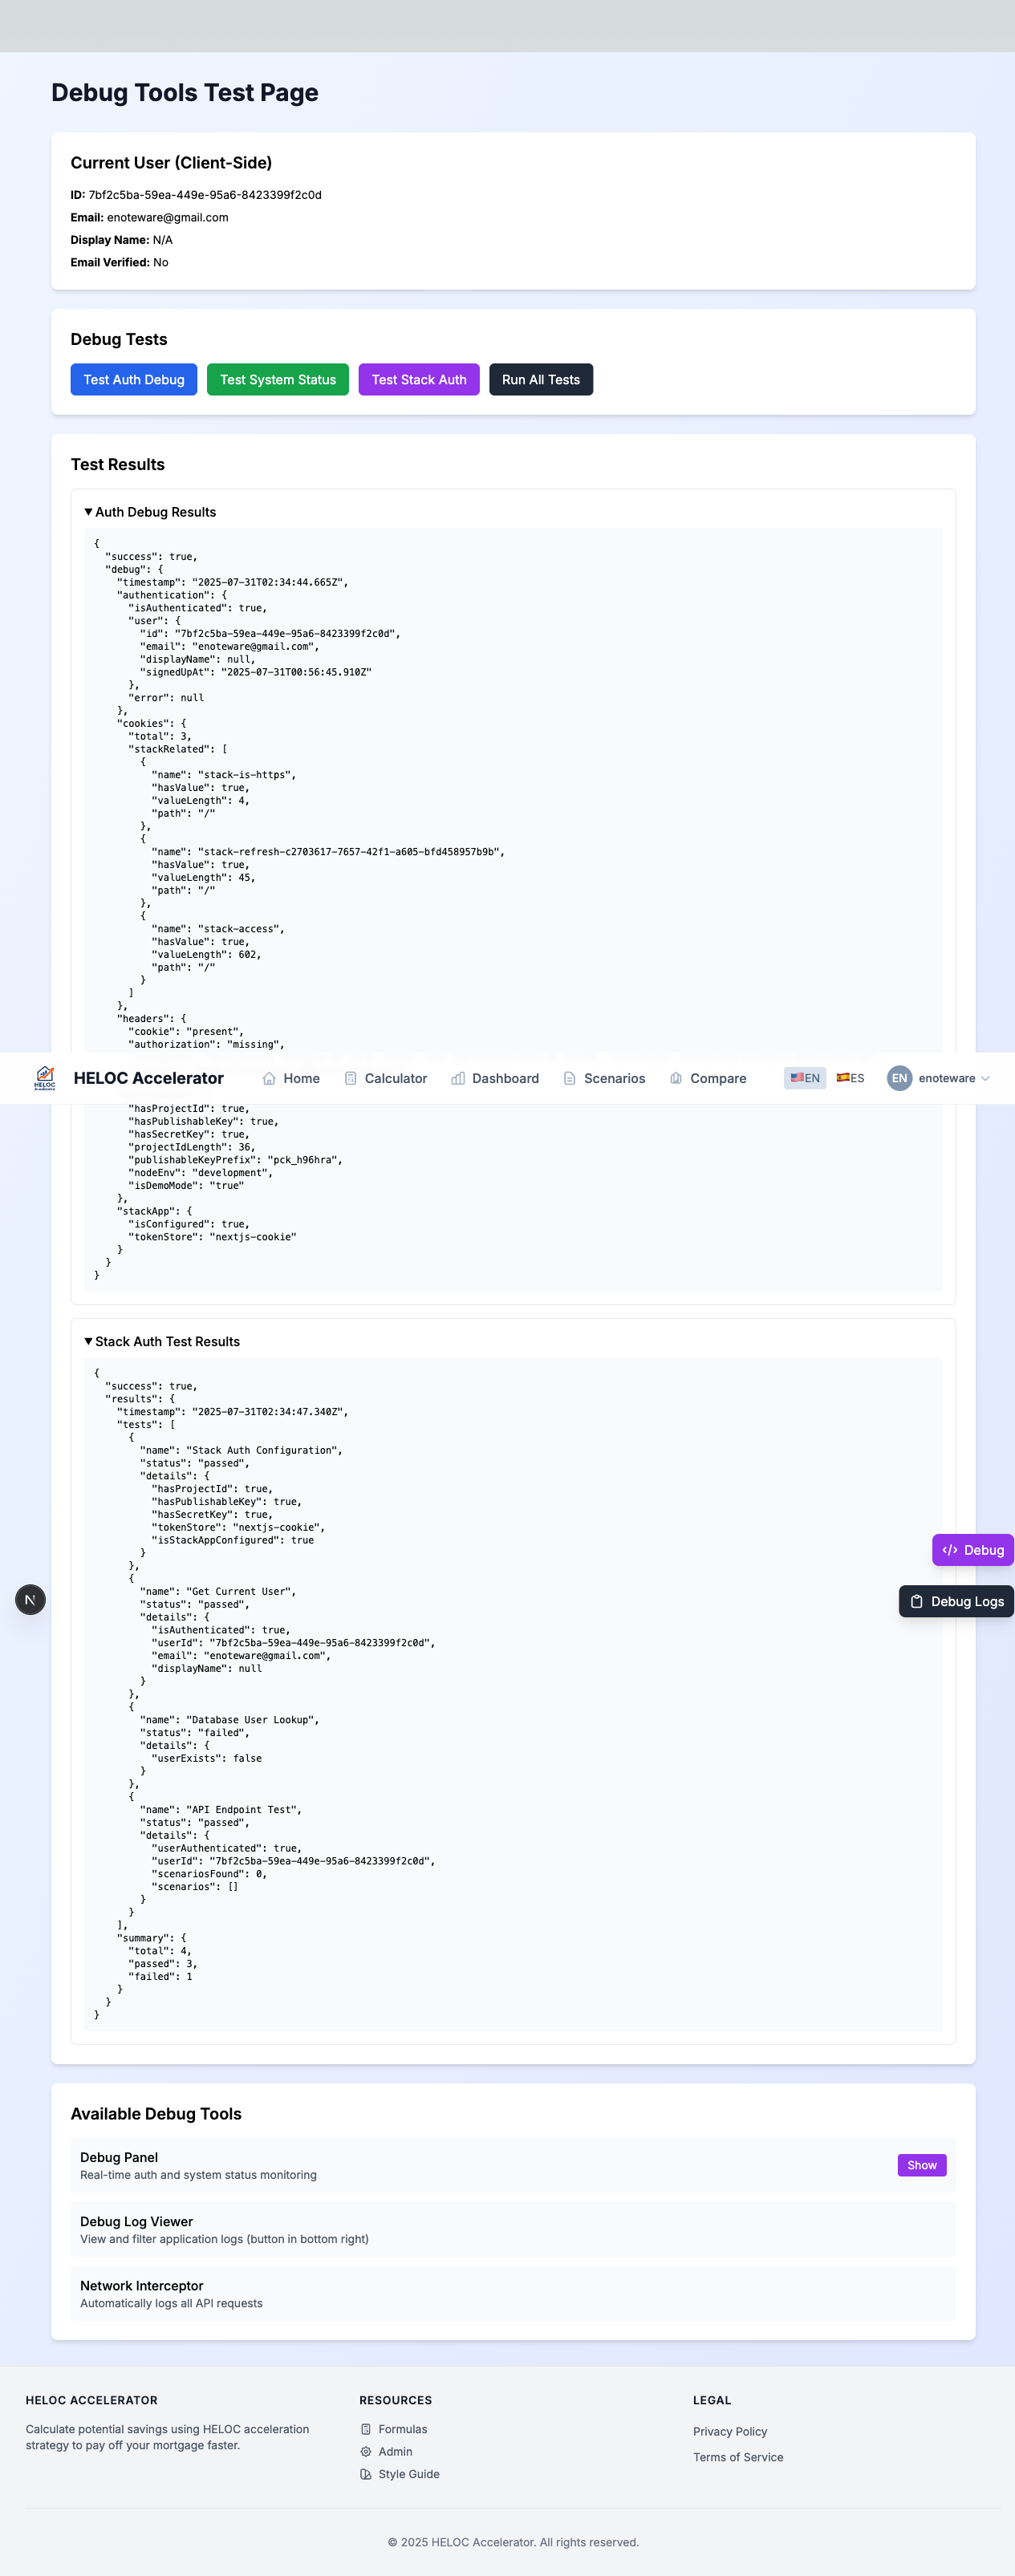 Debug Tools Test Page
Current User (Client-Side)
ID: 7bf2c5ba-59ea-449e-95a6-8423399f2c0d
Email: enoteware@gmail.com
Display Name: N/A
Email Verified: No
Debug Tests
Test Auth Debug Test System Status Test Stack Auth Run All Tests
Test Results
▼ Auth Debug Results
{
  "success": true,
  "debug": {
    "timestamp": "2025-07-31T02:34:44.665Z",
    "authentication": {
      "isAuthenticated": true,
      "user": {
        "id": "7bf2c5ba-59ea-449e-95a6-8423399f2c0d",
        "email": "enoteware@gmail.com",
        "displayName": null,
        "signedUpAt": "2025-07-31T00:56:45.910Z"
      },
      "error": null
    },
    "cookies": {
      "total": 3,
      "stackRelated": [
        {
          "name": "stack-is-https",
          "hasValue": true,
          "valueLength": 4,
          "path": "/"
        },
        {
          "name": "stack-refresh-c2703617-7657-42f1-a605-bfd458957b9b",
          "hasValue": true,
          "valueLength": 45,
          "path": "/"
        },
        {
          "name": "stack-access",
          "hasValue": true,
          "valueLength": 602,
          "path": "/"
        }
      ]
    },
    "headers": {
      "cookie": "present",
      "authorization": "missing",
HELOC HELOC Accelerator Home Calculator Dashboard Scenarios Compare 🇺🇸EN 🇪🇸ES EN enoteware
      "hasProjectId": true,
      "hasPublishableKey": true,
      "hasSecretKey": true,
      "projectIdLength": 36,
      "publishableKeyPrefix": "pck_h96hra",
      "nodeEnv": "development",
      "isDemoMode": "true"
    },
    "stackApp": {
      "isConfigured": true,
      "tokenStore": "nextjs-cookie"
    }
  }
}
▼ Stack Auth Test Results
{
  "success": true,
  "results": {
    "timestamp": "2025-07-31T02:34:47.340Z",
    "tests": [
      {
        "name": "Stack Auth Configuration",
        "status": "passed",
        "details": {
          "hasProjectId": true,
          "hasPublishableKey": true,
          "hasSecretKey": true,
          "tokenStore": "nextjs-cookie",
          "isStackAppConfigured": true
        }
      },
      {
        "name": "Get Current User",
        "status": "passed",
        "details": {
          "isAuthenticated": true,
          "userId": "7bf2c5ba-59ea-449e-95a6-8423399f2c0d",
          "email": "enoteware@gmail.com",
          "displayName": null
        }
      },
      {
        "name": "Database User Lookup",
        "status": "failed",
        "details": {
          "userExists": false
        }
      },
      {
        "name": "API Endpoint Test",
        "status": "passed",
        "details": {
          "userAuthenticated": true,
          "userId": "7bf2c5ba-59ea-449e-95a6-8423399f2c0d",
          "scenariosFound": 0,
          "scenarios": []
        }
      }
    ],
    "summary": {
      "total": 4,
      "passed": 3,
      "failed": 1
    }
  }
}
</> Debug
Debug Logs
N
Available Debug Tools
Debug Panel
Real-time auth and system status monitoring
Show
Debug Log Viewer
View and filter application logs (button in bottom right)
Network Interceptor
Automatically logs all API requests
HELOC ACCELERATOR
Calculate potential savings using HELOC acceleration
strategy to pay off your mortgage faster.
RESOURCES
Formulas
Admin
Style Guide
LEGAL
Privacy Policy
Terms of Service
© 2025 HELOC Accelerator. All rights reserved.